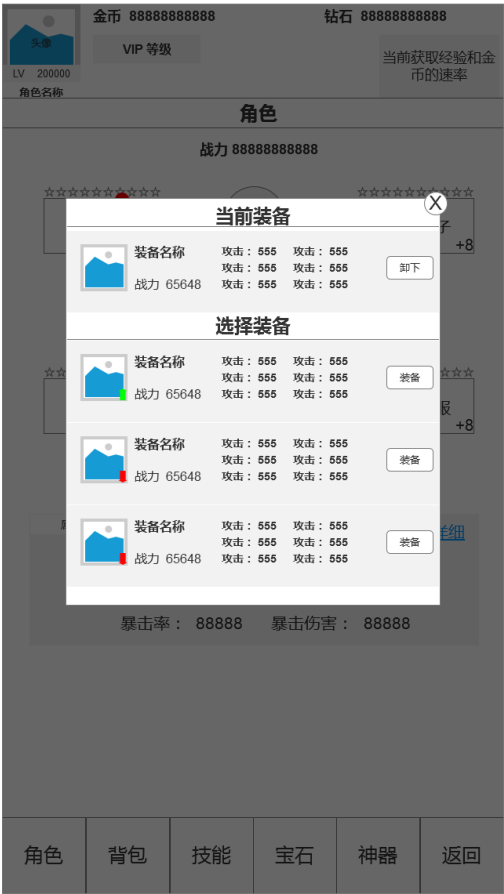 金币 88888888888
钻石 88888888888
头像
VIP 等级
当前获取经验和金
币的速率
LV 200000
角色名称
角色
战力 88888888888
☆☆☆☆☆☆☆☆☆☆
☆☆☆☆☆☆☆☆☆☆
X
子
+8
当前装备
装备名称 攻击： 555 攻击： 555
攻击： 555 攻击： 555
战力 65648 攻击： 555 攻击： 555
卸下
选择装备
装备名称 攻击： 555 攻击： 555
攻击： 555 攻击： 555
战力 65648 攻击： 555 攻击： 555
装备
☆☆
☆☆☆
+8
装备名称 攻击： 555 攻击： 555
攻击： 555 攻击： 555
战力 65648 攻击： 555 攻击： 555
装备
装备名称 攻击： 555 攻击： 555
攻击： 555 攻击： 555
战力 65648 攻击： 555 攻击： 555
装备
详细
暴击率： 88888 暴击伤害： 88888
角色 背包 技能 宝石 神器 返回